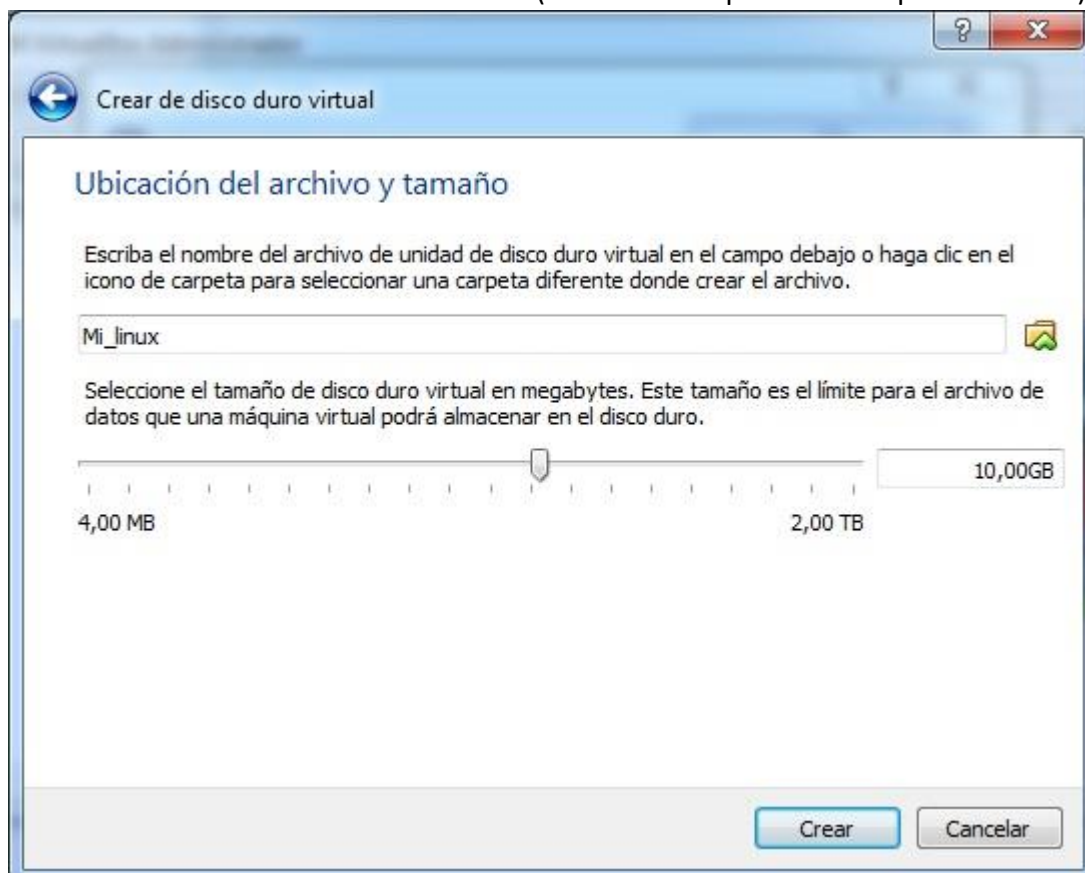 Crear de disco duro virtual
Ubicación del archivo y tamaño
Escriba el nombre del archivo de unidad de disco duro virtual en el campo debajo o haga clic en el
icono de carpeta para seleccionar una carpeta diferente donde crear el archivo.
Mi_linux
Seleccione el tamaño de disco duro virtual en megabytes. Este tamaño es el límite para el archivo de
datos que una máquina virtual podrá almacenar en el disco duro.
10,00GB
4,00 MB 2,00 TB
Crear Cancelar